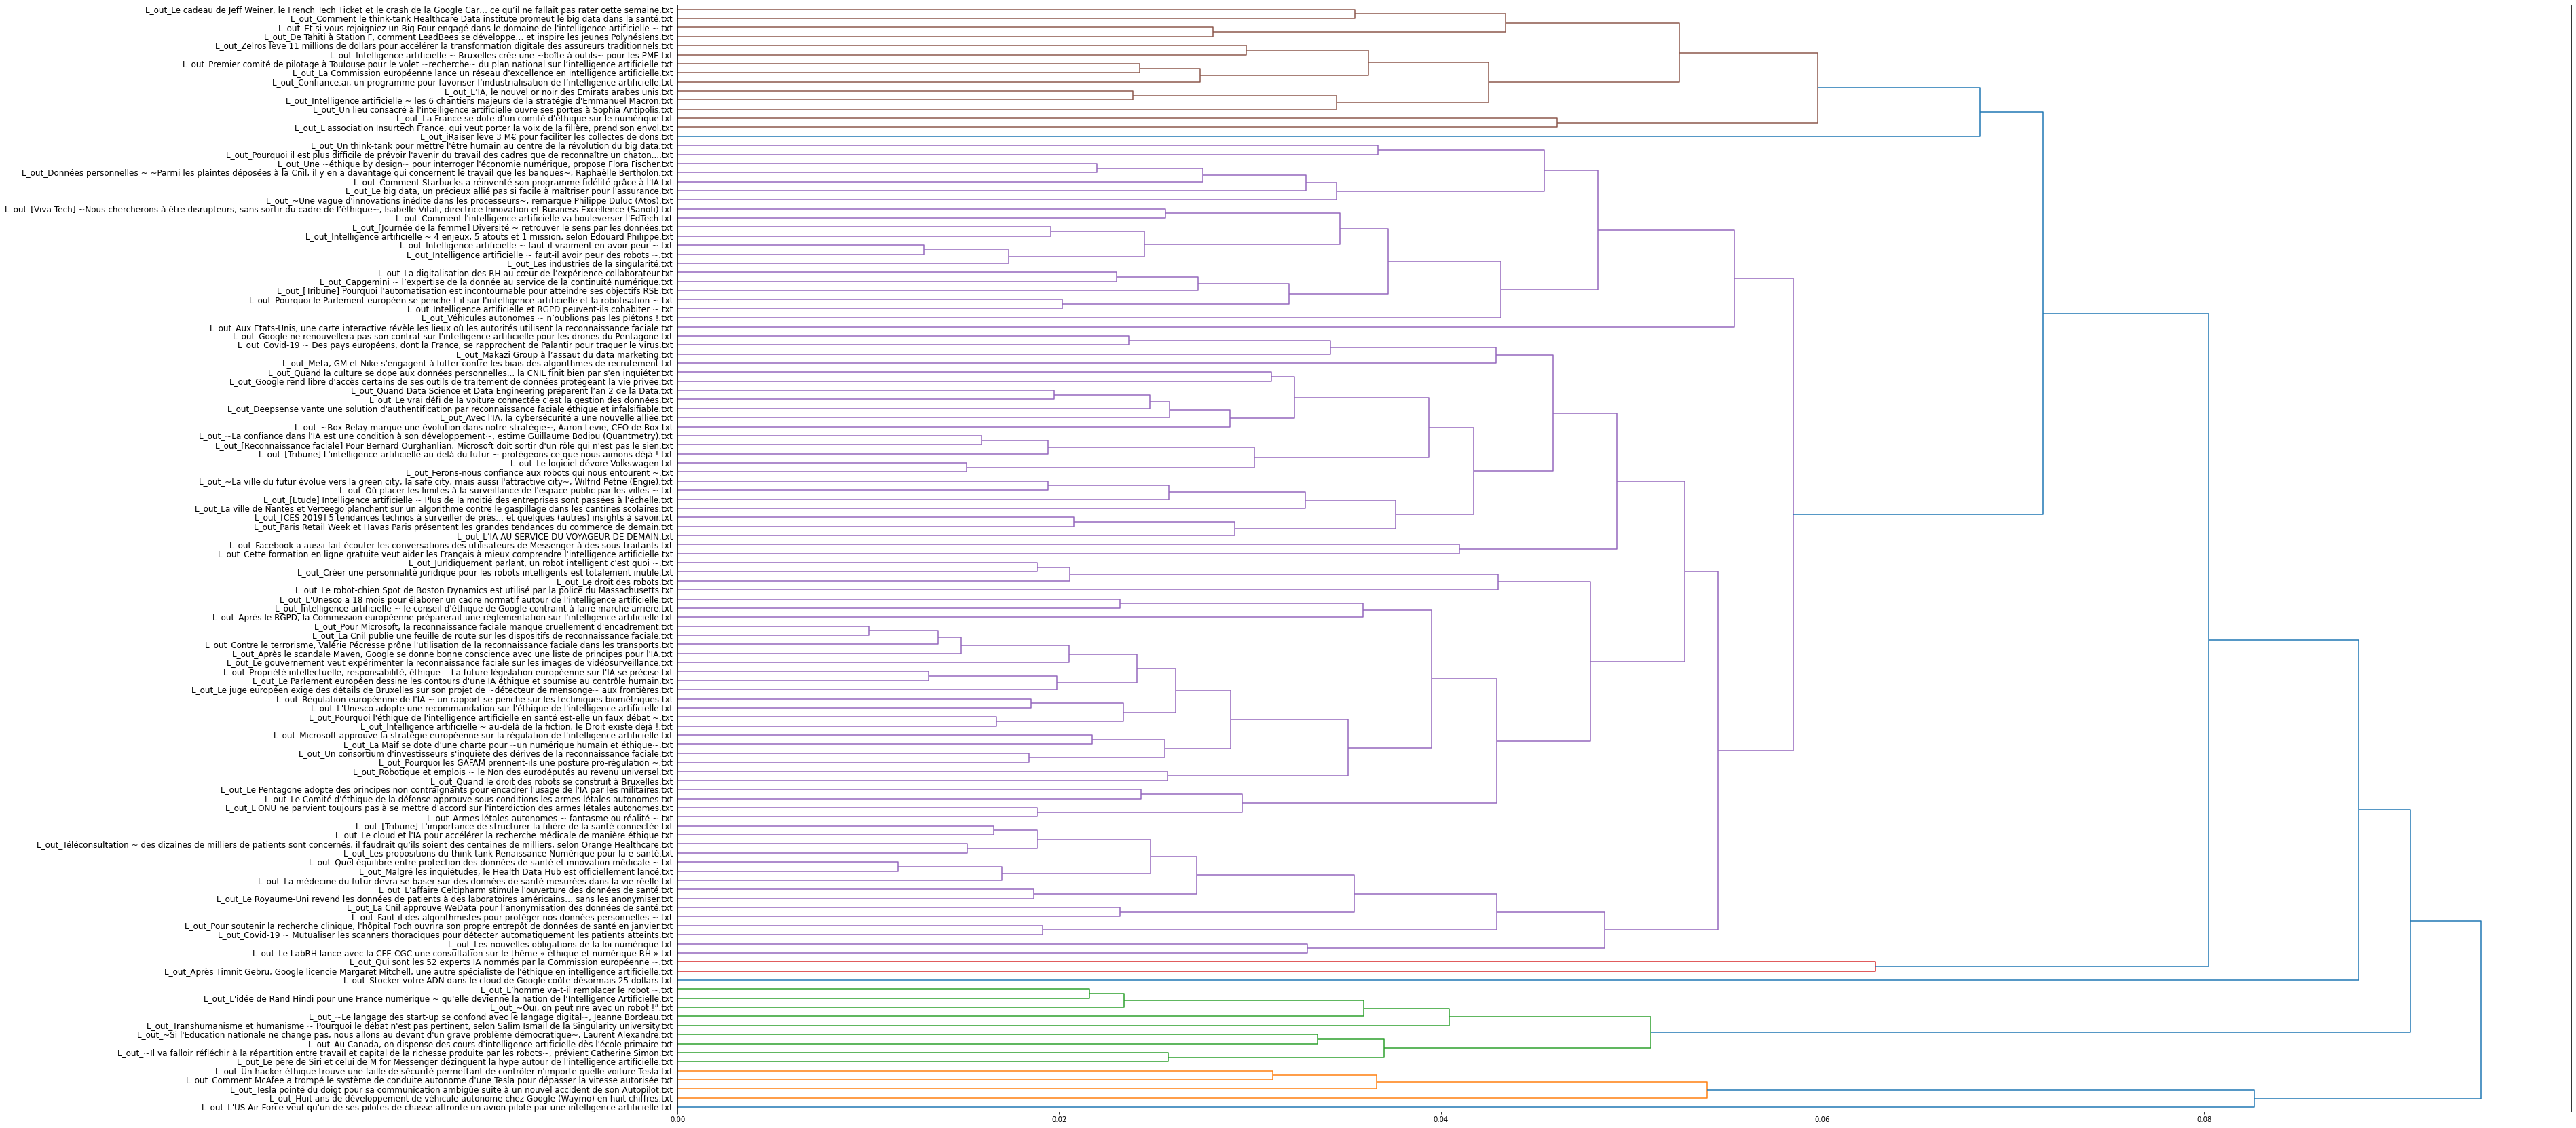 L_out_Le cadeau de Jeff Weiner, le French Tech Ticket et le crash de la Google Car… ce qu’il ne fallait pas rater cette semaine.txt
L_out_Comment le think-tank Healthcare Data institute promeut le big data dans la santé.txt
L_out_Et si vous rejoigniez un Big Four engagé dans le domaine de l'intelligence artificielle ~.txt
L_out_De Tahiti à Station F, comment LeadBees se développe… et inspire les jeunes Polynésiens.txt
L_out_Zelros lève 11 millions de dollars pour accélérer la transformation digitale des assureurs traditionnels.txt
L_out_Intelligence artificielle ~ Bruxelles crée une ~boîte à outils~ pour les PME.txt
L_out_Premier comité de pilotage à Toulouse pour le volet ~recherche~ du plan national sur l’intelligence artificielle.txt
L_out_La Commission européenne lance un réseau d'excellence en intelligence artificielle.txt
L_out_Confiance.ai, un programme pour favoriser l’industrialisation de l’intelligence artificielle.txt
L_out_L’IA, le nouvel or noir des Emirats arabes unis.txt
L_out_Intelligence artificielle ~ les 6 chantiers majeurs de la stratégie d'Emmanuel Macron.txt
L_out_Un lieu consacré à l'intelligence artificielle ouvre ses portes à Sophia Antipolis.txt
L_out_La France se dote d'un comité d'éthique sur le numérique.txt
L_out_L'association Insurtech France, qui veut porter la voix de la filière, prend son envol.txt
L_out_iRaiser lève 3 M€ pour faciliter les collectes de dons.txt
L_out_Un think-tank pour mettre l'être humain au centre de la révolution du big data.txt
L_out_Pourquoi il est plus difficile de prévoir l'avenir du travail des cadres que de reconnaître un chaton....txt
L_out_Une ~éthique by design~ pour interroger l'économie numérique, propose Flora Fischer.txt
L_out_Données personnelles ~ ~Parmi les plaintes déposées à la Cnil, il y en a davantage qui concernent le travail que les banques~, Raphaëlle Bertholon.txt
L_out_Comment Starbucks a réinventé son programme fidélité grâce à l'IA.txt
L_out_Le big data, un précieux allié pas si facile à maîtriser pour l'assurance.txt
L_out_~Une vague d'innovations inédite dans les processeurs~, remarque Philippe Duluc (Atos).txt
L_out_[Viva Tech] ~Nous chercherons à être disrupteurs, sans sortir du cadre de l’éthique~, Isabelle Vitali, directrice Innovation et Business Excellence (Sanofi).txt
L_out_Comment l'intelligence artificielle va bouleverser l'EdTech.txt
L_out_[Journée de la femme] Diversité ~ retrouver le sens par les données.txt
L_out_Intelligence artificielle ~ 4 enjeux, 5 atouts et 1 mission, selon Edouard Philippe.txt
L_out_Intelligence artificielle ~ faut-il vraiment en avoir peur ~.txt
L_out_Intelligence artificielle ~ faut-il avoir peur des robots ~.txt
L_out_Les industries de la singularité.txt
L_out_La digitalisation des RH au cœur de l’expérience collaborateur.txt
L_out_Capgemini ~ l’expertise de la donnée au service de la continuité numérique.txt
L_out_[Tribune] Pourquoi l'automatisation est incontournable pour atteindre ses objectifs RSE.txt
L_out_Pourquoi le Parlement européen se penche-t-il sur l'intelligence artificielle et la robotisation ~.txt
L_out_Intelligence artificielle et RGPD peuvent-ils cohabiter ~.txt
L_out_Véhicules autonomes ~ n’oublions pas les piétons !.txt
L_out_Aux Etats-Unis, une carte interactive révèle les lieux où les autorités utilisent la reconnaissance faciale.txt
L_out_Google ne renouvellera pas son contrat sur l'intelligence artificielle pour les drones du Pentagone.txt
L_out_Covid-19 ~ Des pays européens, dont la France, se rapprochent de Palantir pour traquer le virus.txt
L_out_Makazi Group à l’assaut du data marketing.txt
L_out_Meta, GM et Nike s'engagent à lutter contre les biais des algorithmes de recrutement.txt
L_out_Quand la culture se dope aux données personnelles... la CNIL finit bien par s'en inquiéter.txt
L_out_Google rend libre d'accès certains de ses outils de traitement de données protégeant la vie privée.txt
L_out_Quand Data Science et Data Engineering préparent l’an 2 de la Data.txt
L_out_Le vrai défi de la voiture connectée c'est la gestion des données.txt
L_out_Deepsense vante une solution d'authentification par reconnaissance faciale éthique et infalsifiable.txt
L_out_Avec l'IA, la cybersécurité a une nouvelle alliée.txt
L_out_~Box Relay marque une évolution dans notre stratégie~, Aaron Levie, CEO de Box.txt
L_out_~La confiance dans l'IA est une condition à son développement~, estime Guillaume Bodiou (Quantmetry).txt
L_out_[Reconnaissance faciale] Pour Bernard Ourghanlian, Microsoft doit sortir d'un rôle qui n'est pas le sien.txt
L_out_[Tribune] L'intelligence artificielle au-delà du futur ~ protégeons ce que nous aimons déjà !.txt
L_out_Le logiciel dévore Volkswagen.txt
L_out_Ferons-nous confiance aux robots qui nous entourent ~.txt
L_out_~La ville du futur évolue vers la green city, la safe city, mais aussi l'attractive city~, Wilfrid Petrie (Engie).txt
L_out_Où placer les limites à la surveillance de l'espace public par les villes ~.txt
L_out_[Etude] Intelligence artificielle ~ Plus de la moitié des entreprises sont passées à l'échelle.txt
L_out_La ville de Nantes et Verteego planchent sur un algorithme contre le gaspillage dans les cantines scolaires.txt
L_out_[CES 2019] 5 tendances technos à surveiller de près… et quelques (autres) insights à savoir.txt
L_out_Paris Retail Week et Havas Paris présentent les grandes tendances du commerce de demain.txt
L_out_L'IA AU SERVICE DU VOYAGEUR DE DEMAIN.txt
L_out_Facebook a aussi fait écouter les conversations des utilisateurs de Messenger à des sous-traitants.txt
L_out_Cette formation en ligne gratuite veut aider les Français à mieux comprendre l'intelligence artificielle.txt
L_out_Juridiquement parlant, un robot intelligent c'est quoi ~.txt
L_out_Créer une personnalité juridique pour les robots intelligents est totalement inutile.txt
L_out_Le droit des robots.txt
L_out_Le robot-chien Spot de Boston Dynamics est utilisé par la police du Massachusetts.txt
L_out_L'Unesco a 18 mois pour élaborer un cadre normatif autour de l'intelligence artificielle.txt
L_out_Intelligence artificielle ~ le conseil d'éthique de Google contraint à faire marche arrière.txt
L_out_Après le RGPD, la Commission européenne préparerait une réglementation sur l'intelligence artificielle.txt
L_out_Pour Microsoft, la reconnaissance faciale manque cruellement d'encadrement.txt
L_out_La Cnil publie une feuille de route sur les dispositifs de reconnaissance faciale.txt
L_out_Contre le terrorisme, Valérie Pécresse prône l'utilisation de la reconnaissance faciale dans les transports.txt
L_out_Après le scandale Maven, Google se donne bonne conscience avec une liste de principes pour l'IA.txt
L_out_Le gouvernement veut expérimenter la reconnaissance faciale sur les images de vidéosurveillance.txt
L_out_Propriété intellectuelle, responsabilité, éthique… La future législation européenne sur l'IA se précise.txt
L_out_Le Parlement européen dessine les contours d'une IA éthique et soumise au contrôle humain.txt
L_out_Le juge européen exige des détails de Bruxelles sur son projet de ~détecteur de mensonge~ aux frontières.txt
L_out_Régulation européenne de l'IA ~ un rapport se penche sur les techniques biométriques.txt
L_out_L'Unesco adopte une recommandation sur l'éthique de l'intelligence artificielle.txt
L_out_Pourquoi l'éthique de l'intelligence artificielle en santé est-elle un faux débat ~.txt
L_out_Intelligence artificielle ~ au-delà de la fiction, le Droit existe déjà !.txt
L_out_Microsoft approuve la stratégie européenne sur la régulation de l'intelligence artificielle.txt
L_out_La Maif se dote d'une charte pour ~un numérique humain et éthique~.txt
L_out_Un consortium d'investisseurs s'inquiète des dérives de la reconnaissance faciale.txt
L_out_Pourquoi les GAFAM prennent-ils une posture pro-régulation ~.txt
L_out_Robotique et emplois ~ le Non des eurodéputés au revenu universel.txt
L_out_Quand le droit des robots se construit à Bruxelles.txt
L_out_Le Pentagone adopte des principes non contraignants pour encadrer l'usage de l'IA par les militaires.txt
L_out_Le Comité d'éthique de la défense approuve sous conditions les armes létales autonomes.txt
L_out_L'ONU ne parvient toujours pas à se mettre d'accord sur l'interdiction des armes létales autonomes.txt
L_out_Armes létales autonomes ~ fantasme ou réalité ~.txt
L_out_[Tribune] L'importance de structurer la filière de la santé connectée.txt
L_out_Le cloud et l'IA pour accélérer la recherche médicale de manière éthique.txt
L_out_Téléconsultation ~ des dizaines de milliers de patients sont concernés, il faudrait qu’ils soient des centaines de milliers, selon Orange Healthcare.txt
L_out_Les propositions du think tank Renaissance Numérique pour la e-santé.txt
L_out_Quel équilibre entre protection des données de santé et innovation médicale ~.txt
L_out_Malgré les inquiétudes, le Health Data Hub est officiellement lancé.txt
L_out_La médecine du futur devra se baser sur des données de santé mesurées dans la vie réelle.txt
L_out_L’affaire Celtipharm stimule l'ouverture des données de santé.txt
L_out_Le Royaume-Uni revend les données de patients à des laboratoires américains… sans les anonymiser.txt
L_out_La Cnil approuve WeData pour l’anonymisation des données de santé.txt
L_out_Faut-il des algorithmistes pour protéger nos données personnelles ~.txt
L_out_Pour soutenir la recherche clinique, l'hôpital Foch ouvrira son propre entrepôt de données de santé en janvier.txt
L_out_Covid-19 ~ Mutualiser les scanners thoraciques pour détecter automatiquement les patients atteints.txt
L_out_Les nouvelles obligations de la loi numérique.txt
L_out_Le LabRH lance avec la CFE-CGC une consultation sur le thème « éthique et numérique RH ».txt
L_out_Qui sont les 52 experts IA nommés par la Commission européenne ~.txt
L_out_Après Timnit Gebru, Google licencie Margaret Mitchell, une autre spécialiste de l'éthique en intelligence artificielle.txt
L_out_Stocker votre ADN dans le cloud de Google coûte désormais 25 dollars.txt
L_out_L’homme va-t-il remplacer le robot ~.txt
L_out_L'idée de Rand Hindi pour une France numérique ~ qu'elle devienne la nation de l’Intelligence Artificielle.txt
L_out_~Oui, on peut rire avec un robot !".txt
L_out_~Le langage des start-up se confond avec le langage digital~, Jeanne Bordeau.txt
L_out_Transhumanisme et humanisme ~ Pourquoi le débat n'est pas pertinent, selon Salim Ismail de la Singularity university.txt
L_out_~Si l'Education nationale ne change pas, nous allons au devant d'un grave problème démocratique~, Laurent Alexandre.txt
L_out_Au Canada, on dispense des cours d'intelligence artificielle dès l'école primaire.txt
L_out_~Il va falloir réfléchir à la répartition entre travail et capital de la richesse produite par les robots~, prévient Catherine Simon.txt
L_out_Le père de Siri et celui de M for Messenger dézinguent la hype autour de l'intelligence artificielle.txt
L_out_Un hacker éthique trouve une faille de sécurité permettant de contrôler n'importe quelle voiture Tesla.txt
L_out_Comment McAfee a trompé le système de conduite autonome d'une Tesla pour dépasser la vitesse autorisée.txt
L_out_Tesla pointé du doigt pour sa communication ambigüe suite à un nouvel accident de son Autopilot.txt
L_out_Huit ans de développement de véhicule autonome chez Google (Waymo) en huit chiffres.txt
L_out_L'US Air Force veut qu'un de ses pilotes de chasse affronte un avion piloté par une intelligence artificielle.txt
0.00 0.02 0.04 0.06 0.08